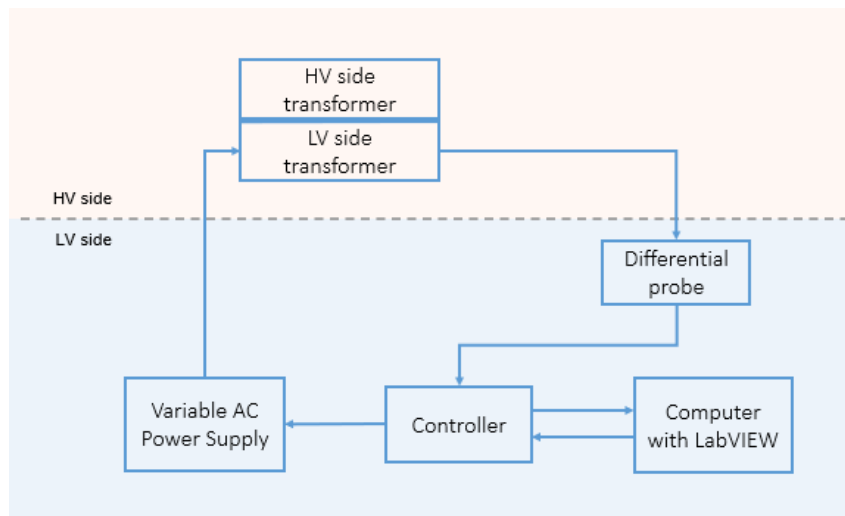 HV side
transformer
LV side
transformer
HV side
LV side
Differential
probe
Variable AC
Power Supply
Controller
Computer
with LabVIEW